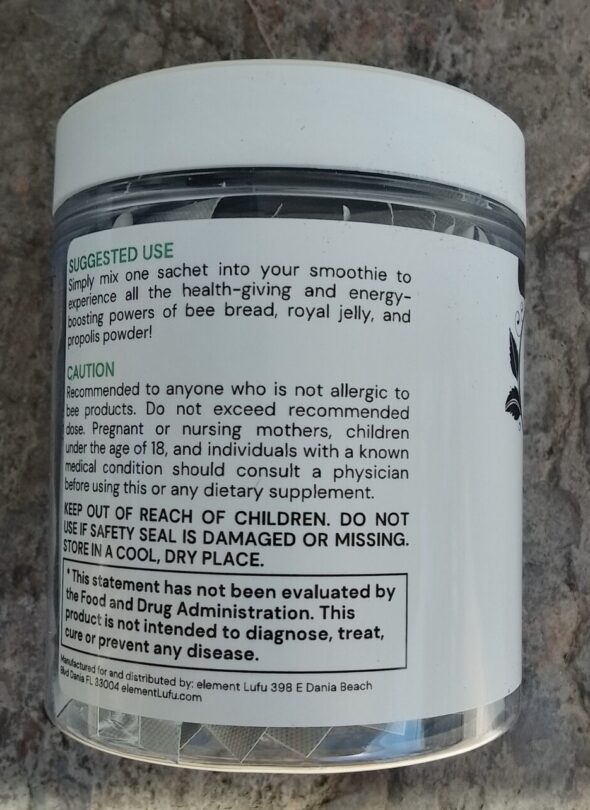 SUGGESTED USE
Simply mix one sachet into your smoothie to
experience all the health-giving and energy-
boosting powers of bee bread, royal jelly, and
propolis powder!
CAUTION
Recommended to anyone who is not allergic to
bee products. Do not exceed recommended
dose. Pregnant or nursing mothers, children
under the age of 18, and individuals with a known
medical condition should consult a physician
before using this or any dietary supplement.
KEEP OUT OF REACH OF CHILDREN. DO NOT
USE IF SAFETY SEAL IS DAMAGED OR MISSING.
STORE IN A COOL, DRY PLACE.
*This statement has not been evaluated by
the Food and Drug Administration. This
product is not intended to diagnose, treat,
cure or prevent any disease.
Manufactured for and distributed by: element Lufu 398 E Dania Beach
Blvd Dania FL 33004 elementLufu.com